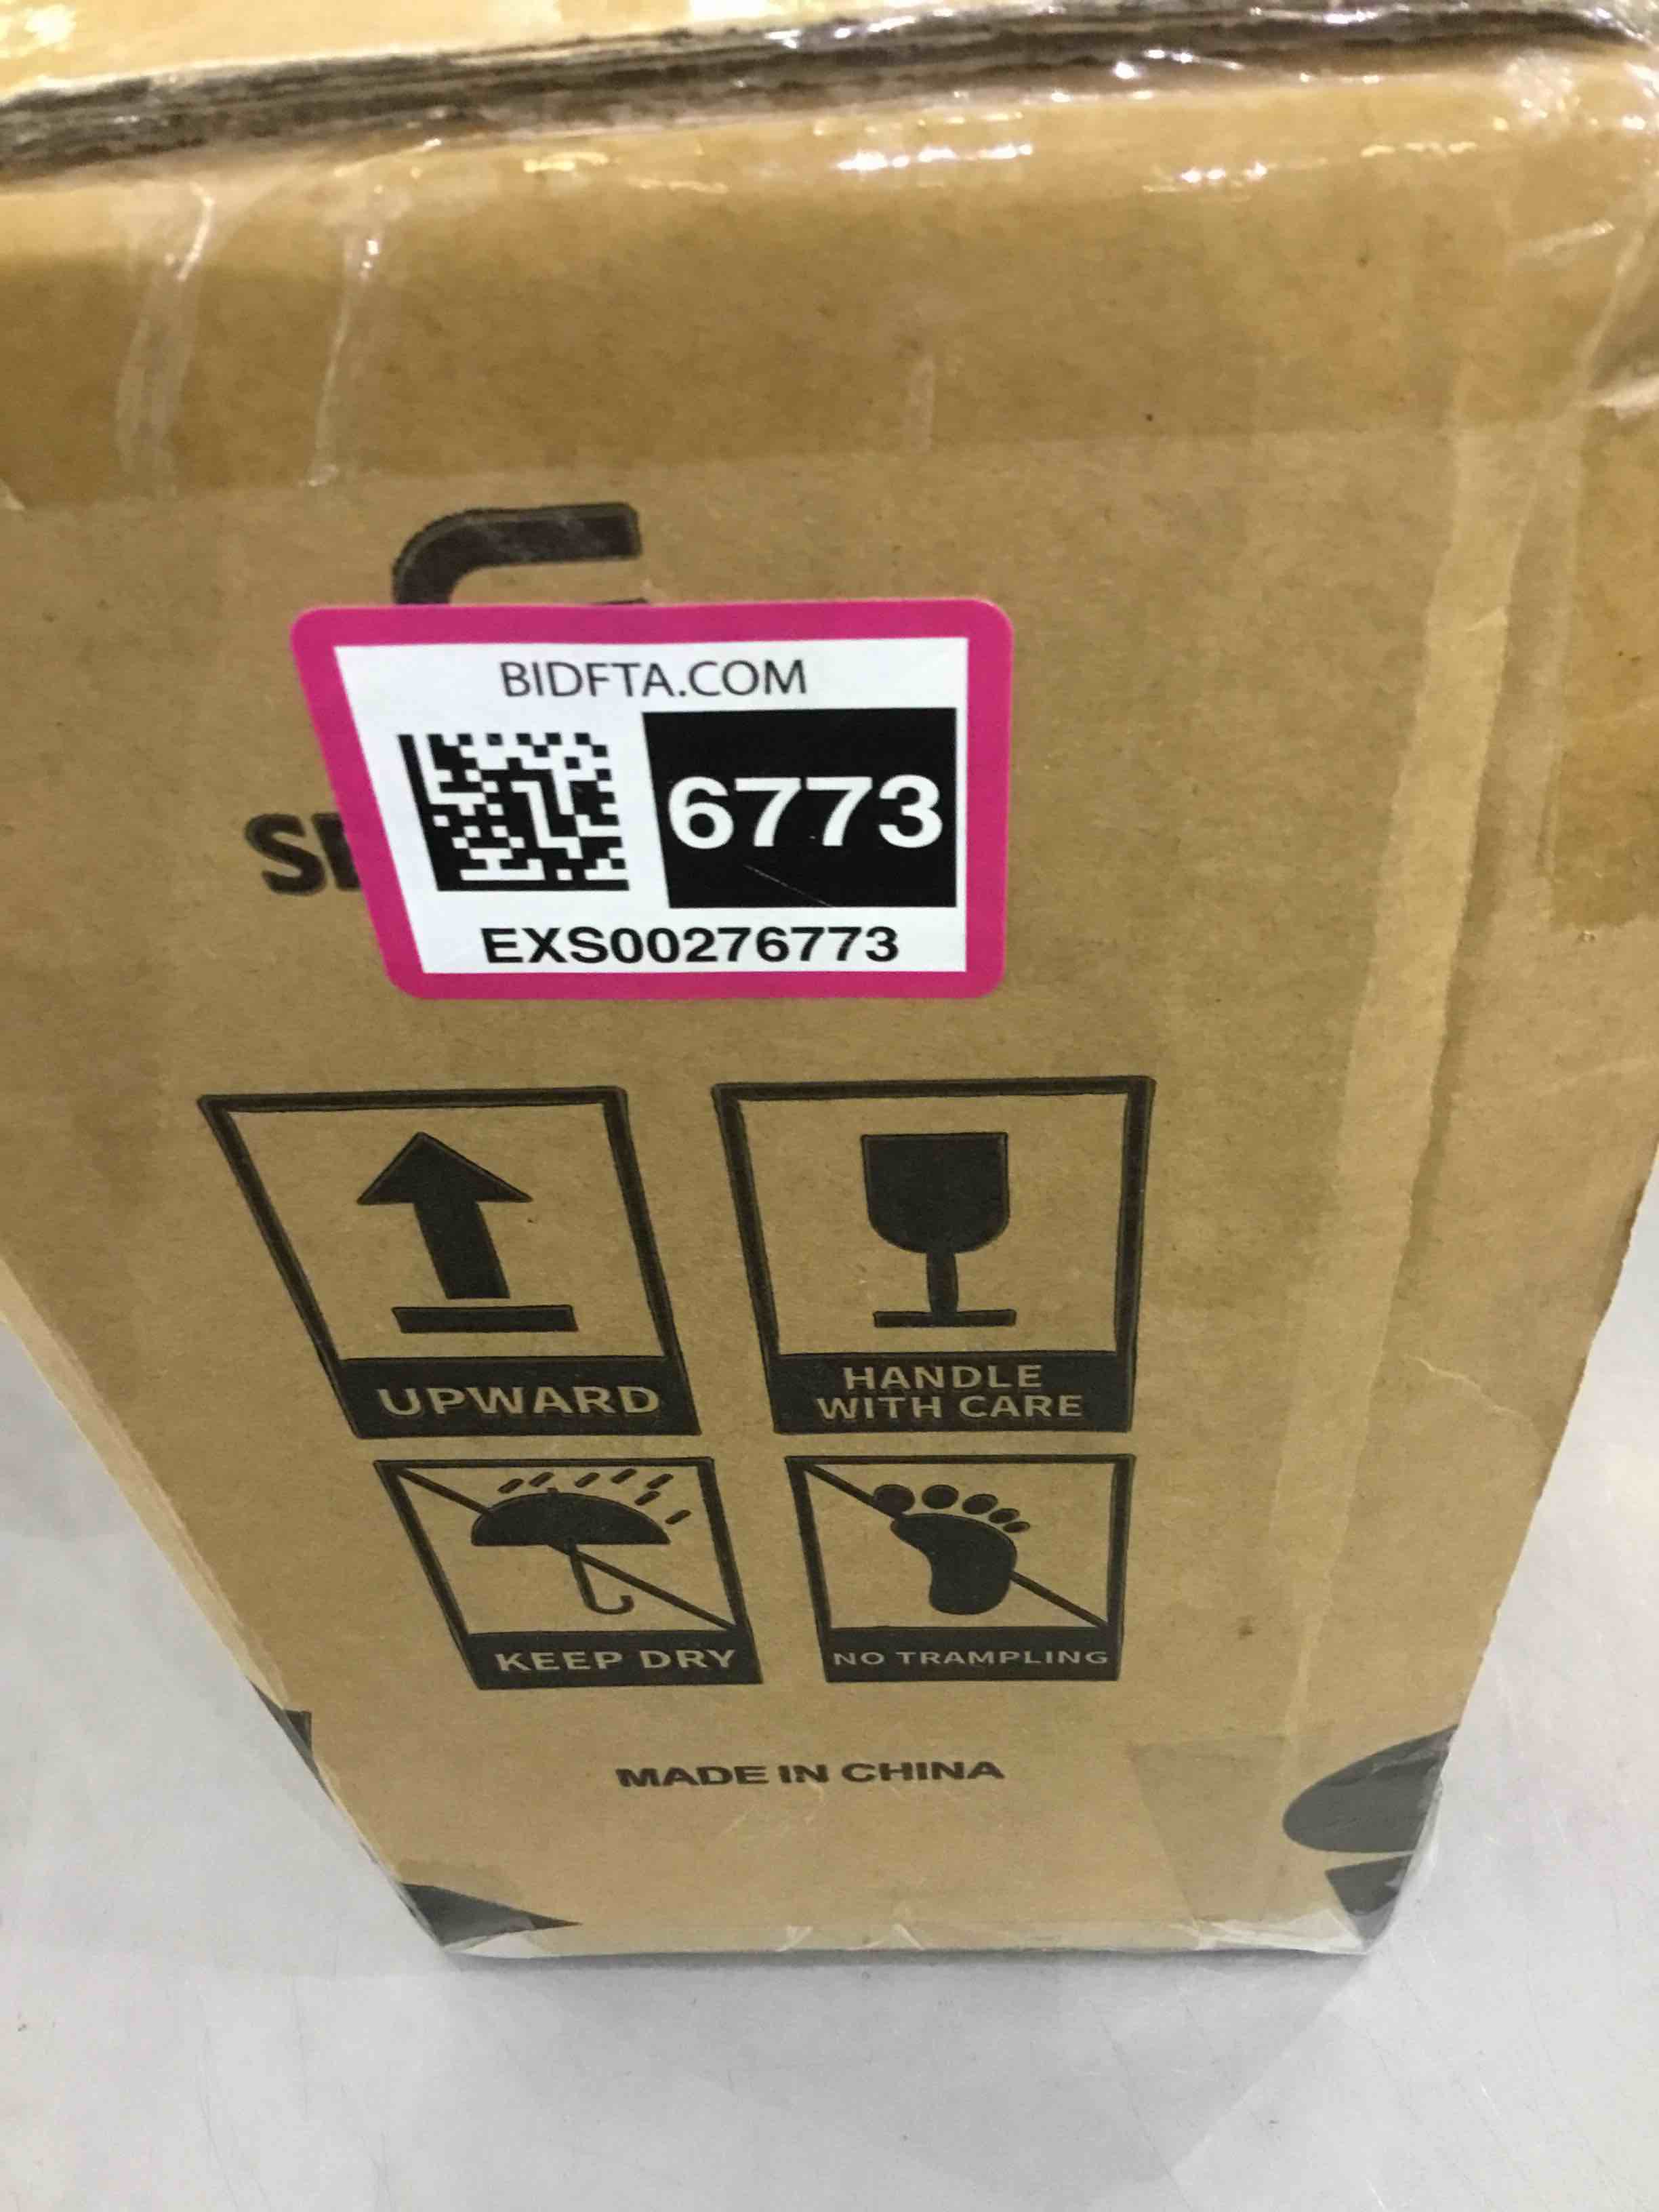 BIDFTA.COM
6773
EXS00276773
UPWARD
HANDLE
WITH CARE
KEEP DRY
NO TRAMPLING
MADE IN CHINA